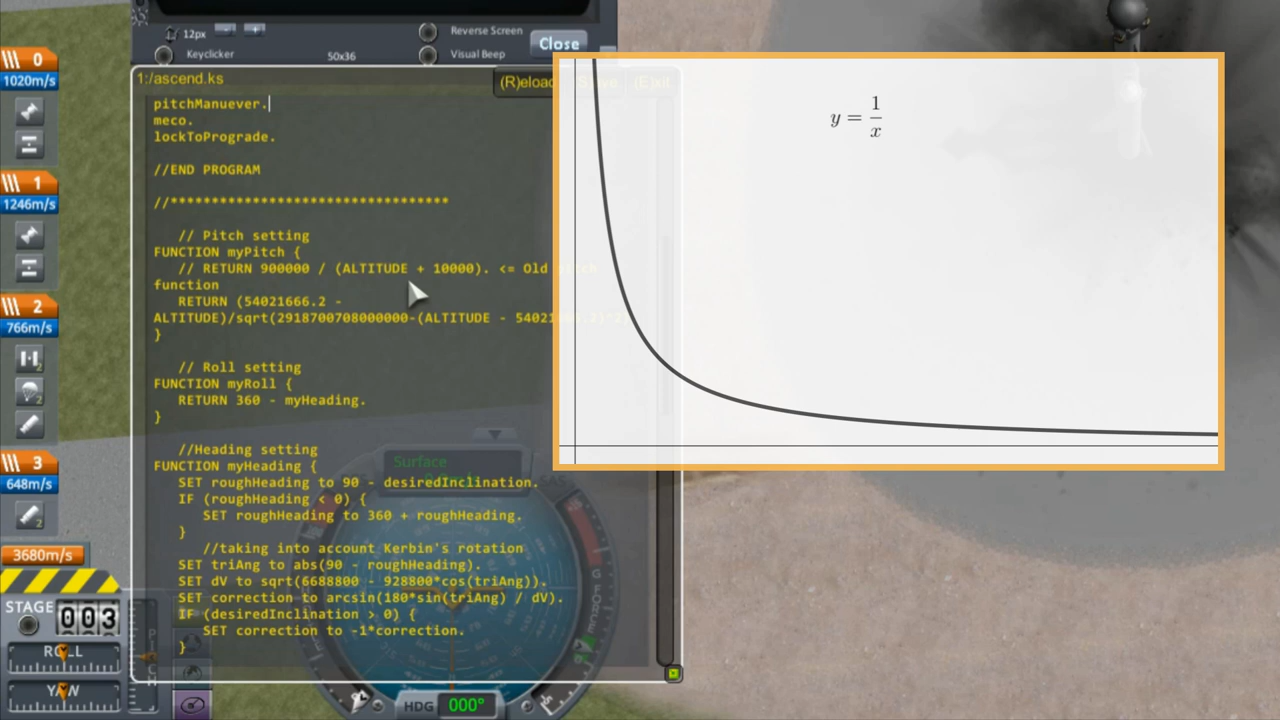 12px
Reverse Screen
Keyclicker
50x36
Visual Beep
Close
1:/ascend.ks
(R)eload
(E)xit
pitchManuever.
meco.
lockToPrograde.
//END PROGRAM
//************************************
// Pitch setting
FUNCTION myPitch {
// RETURN 900000 / (ALTITUDE + 10000). <= Old
function
RETURN (54021666.2 -
ALTITUDE)/sqrt(2918700708000000-(ALTITUDE -
}
// Roll setting
FUNCTION myRoll {
RETURN 360 - myHeading.
}
//Heading setting
FUNCTION myHeading {
SET roughHeading to 90 - desiredInclination.
IF (roughHeading < 0) {
SET roughHeading to 360 + roughHeading.
}
//taking into account Kerbin's rotation
SET triAng to abs(90 - roughHeading).
SET dV to sqrt(6688800 - 928800*cos(triAng)).
SET correction to arcsin(180*sin(triAng) / dV).
IF (desiredInclination > 0) {
SET correction to -1*correction.
}
y = 1/x
0
1020m/s
1
1246m/s
2
766m/s
3
648m/s
3680m/s
STAGE
003
ROLL
YAW
Surface
HDG 000°